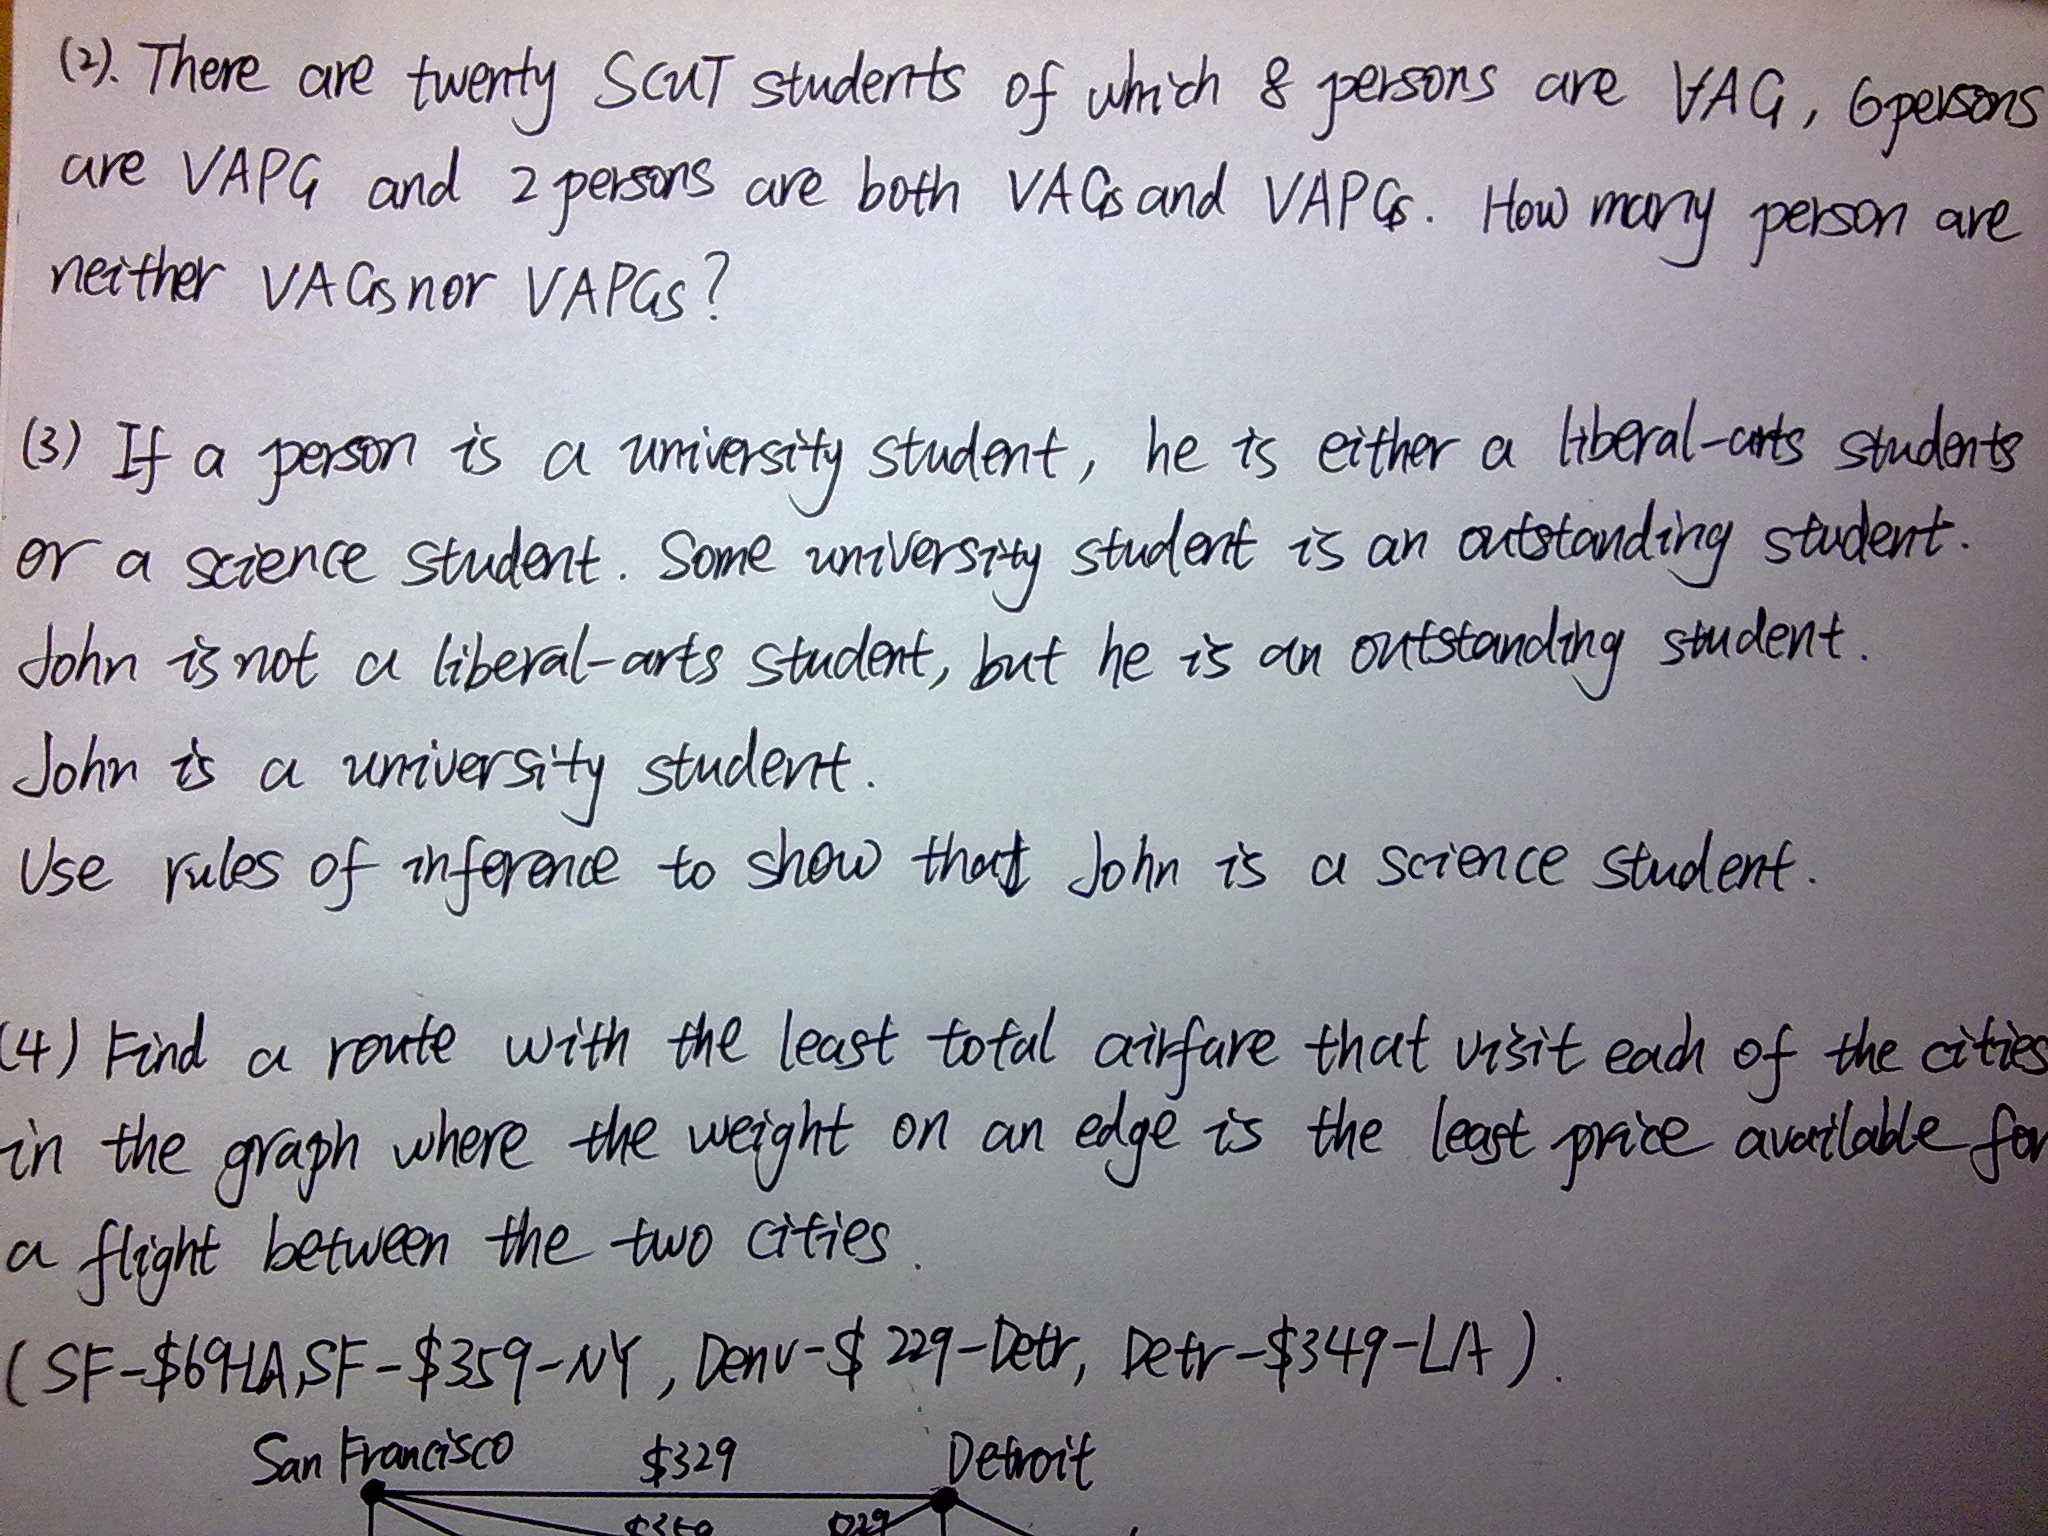 (2). There are twenty SCUT students of which 8 persons are VAG, 6 persons
are VAPG and 2 persons are both VAGs and VAPGs. How many person are
neither VAGs nor VAPGs?
(3) If a person is a university student, he is either a liberal-arts students
or a science student. Some university student is an outstanding student.
John is not a liberal-arts student, but he is an outstanding student.
John is a university student.
Use rules of inference to show that John is a science student.
(4) Find a route with the least total airfare that visit each of the cities
in the graph where the weight on an edge is the least price available for
a flight between the two cities.
(SF-$69-LA, SF-$359-NY, Denv-$229-Detr, Detr-$349-LA).
San Francisco $329 Detroit